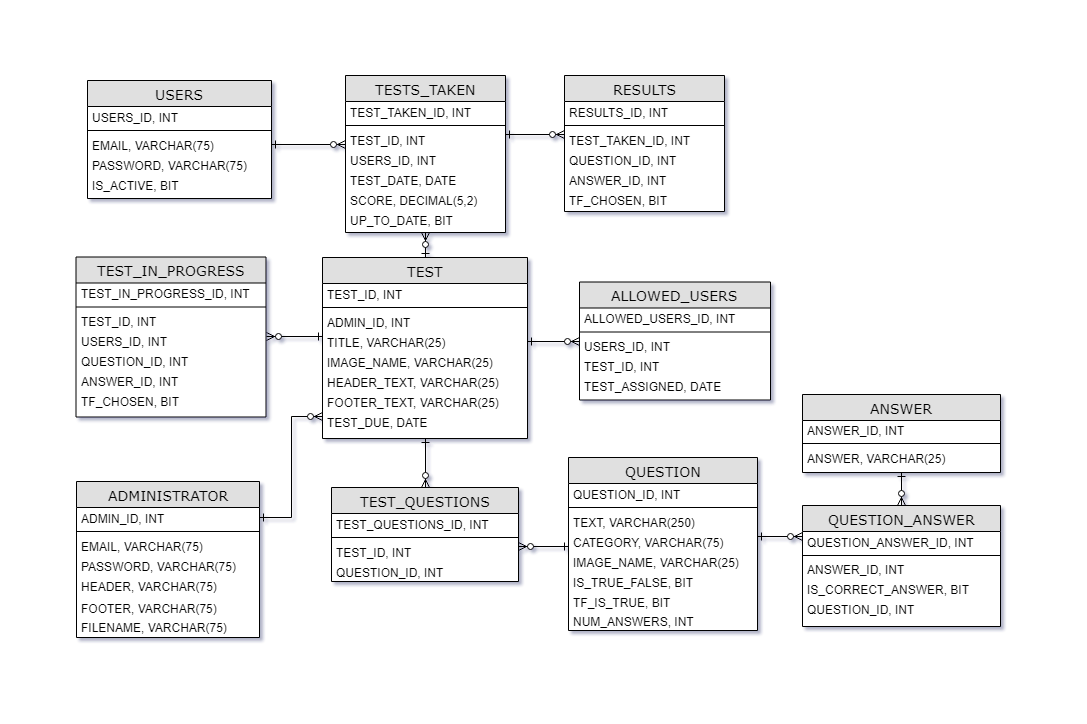 USERS
USERS_ID, INT
EMAIL, VARCHAR(75)
PASSWORD, VARCHAR(75)
IS_ACTIVE, BIT
TESTS_TAKEN
TEST_TAKEN_ID, INT
TEST_ID, INT
USERS_ID, INT
TEST_DATE, DATE
SCORE, DECIMAL(5,2)
UP_TO_DATE, BIT
RESULTS
RESULTS_ID, INT
TEST_TAKEN_ID, INT
QUESTION_ID, INT
ANSWER_ID, INT
TF_CHOSEN, BIT
TEST_IN_PROGRESS
TEST_IN_PROGRESS_ID, INT
TEST_ID, INT
USERS_ID, INT
QUESTION_ID, INT
ANSWER_ID, INT
TF_CHOSEN, BIT
TEST
TEST_ID, INT
ADMIN_ID, INT
TITLE, VARCHAR(25)
IMAGE_NAME, VARCHAR(25)
HEADER_TEXT, VARCHAR(25)
FOOTER_TEXT, VARCHAR(25)
TEST_DUE, DATE
ALLOWED_USERS
ALLOWED_USERS_ID, INT
USERS_ID, INT
TEST_ID, INT
TEST_ASSIGNED, DATE
ANSWER
ANSWER_ID, INT
ANSWER, VARCHAR(25)
ADMINISTRATOR
ADMIN_ID, INT
EMAIL, VARCHAR(75)
PASSWORD, VARCHAR(75)
HEADER, VARCHAR(75)
FOOTER, VARCHAR(75)
FILENAME, VARCHAR(75)
TEST_QUESTIONS
TEST_QUESTIONS_ID, INT
TEST_ID, INT
QUESTION_ID, INT
QUESTION
QUESTION_ID, INT
TEXT, VARCHAR(250)
CATEGORY, VARCHAR(75)
IMAGE_NAME, VARCHAR(25)
IS_TRUE_FALSE, BIT
TF_IS_TRUE, BIT
NUM_ANSWERS, INT
QUESTION_ANSWER
QUESTION_ANSWER_ID, INT
ANSWER_ID, INT
IS_CORRECT_ANSWER, BIT
QUESTION_ID, INT